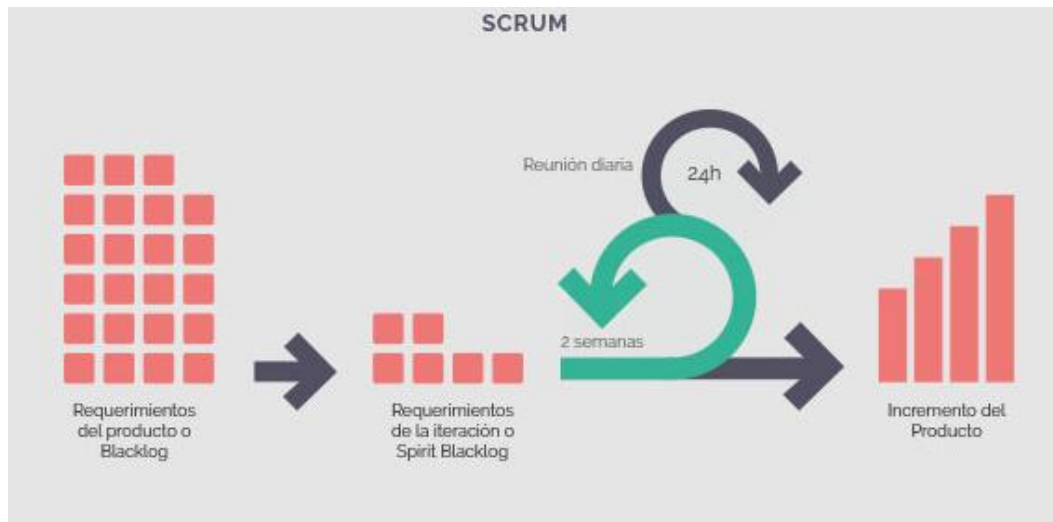 SCRUM
Reunión diaria
24h
2 semanas
Requerimientos
del producto o
Blacklog
Requerimientos
de la iteración o
Spirit Blacklog
Incremento del
Producto